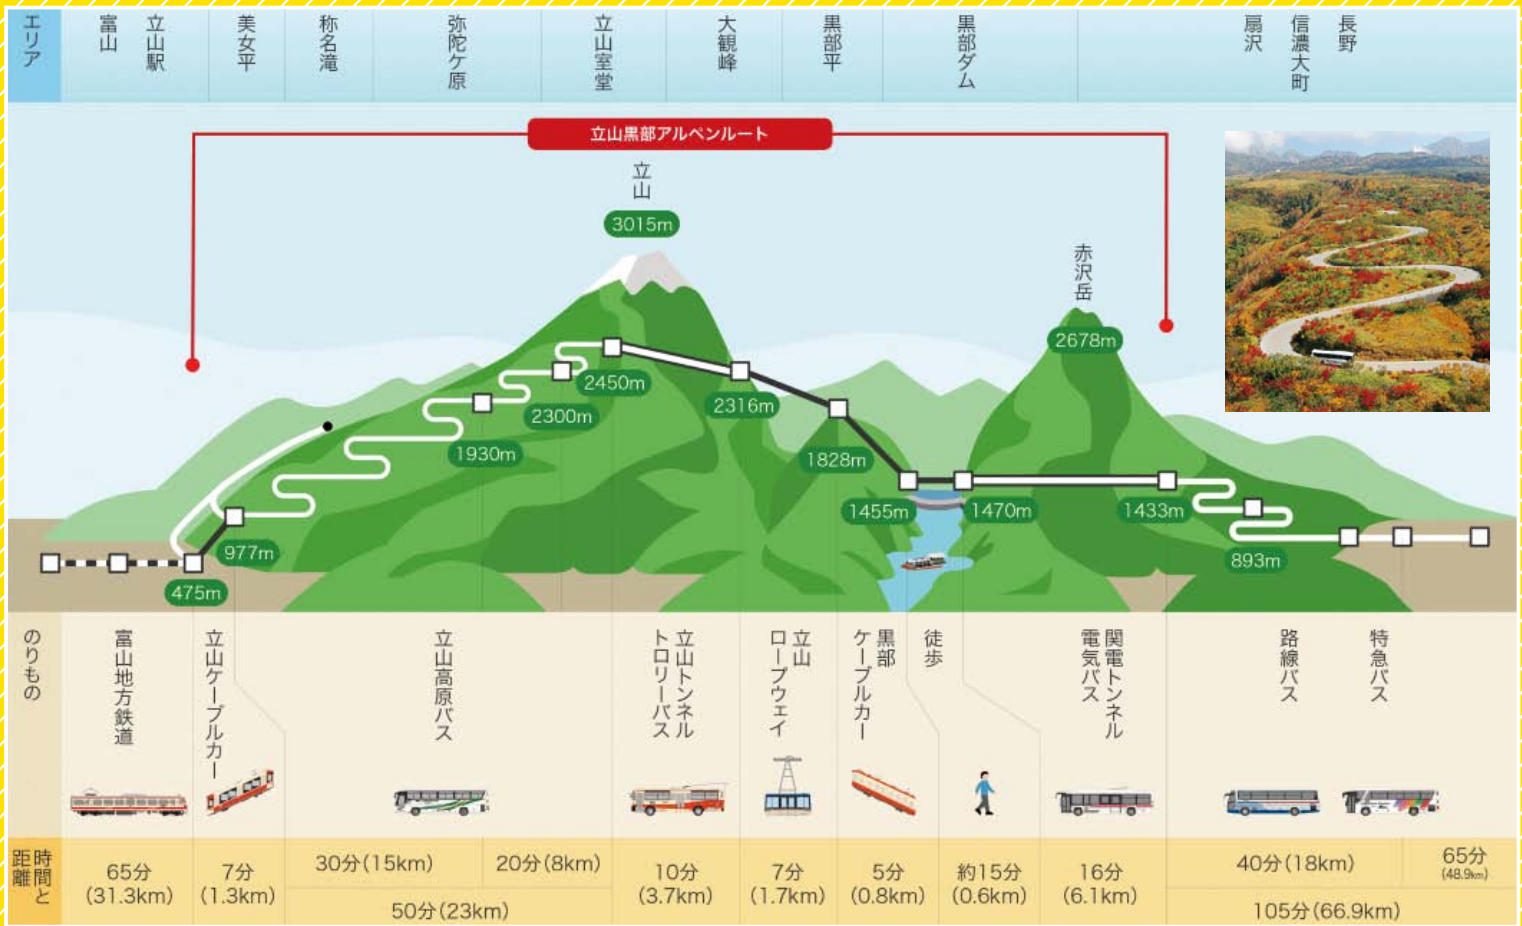 エリア
富山
立山駅
美女平
称名滝
弥陀ケ原
立山室堂
大観峰
黒部平
黒部ダム
扇沢
信濃大町
長野
立山黒部アルペンルート
立山
3015m
赤沢岳
2678m
2450m
2300m
2316m
1930m
1828m
1455m
1470m
1433m
977m
893m
475m
のりもの
富山地方鉄道
立山ケーブルカー
立山高原バス
立山トンネル
トロリーバス
立山
ロープウェイ
黒部
ケーブルカー
徒歩
関電トンネル
電気バス
路線バス
特急バス
時間と
距離
65分
(31.3km)
7分
(1.3km)
30分(15km)
20分(8km)
50分(23km)
10分
(3.7km)
7分
(1.7km)
5分
(0.8km)
約15分
(0.6km)
16分
(6.1km)
40分(18km)
65分
(48.9km)
105分(66.9km)